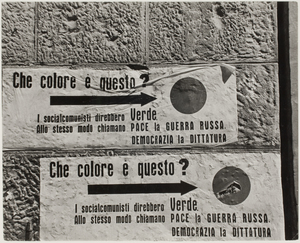 Che colore è questo?
I socialcomunisti direbbero Verde.
Allo stesso modo chiamano PACE la GUERRA RUSSA.
DEMOCRAZIA la DITTATURA
Che colore è questo?
I socialcomunisti direbbero Verde.
Allo stesso modo chiamano PACE la GUERRA RUSSA.
DEMOCRAZIA la DITTATURA